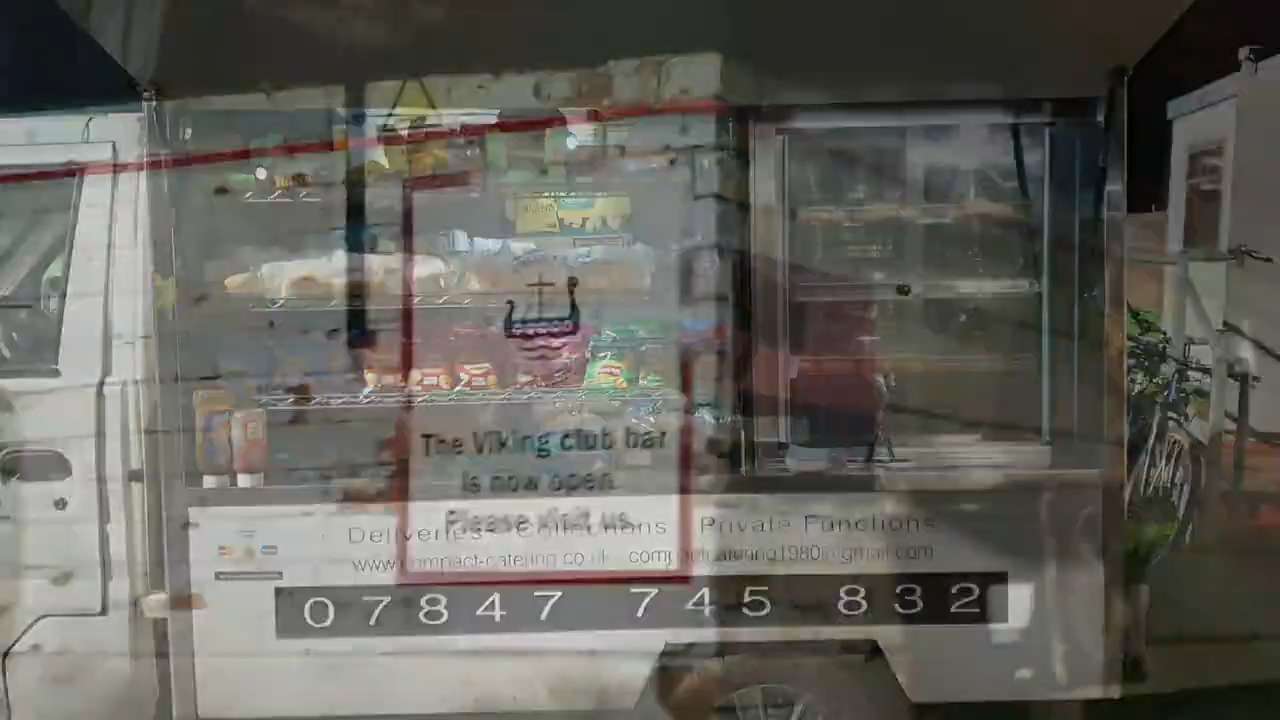 The Viking club bar
is now open.
Please visit us.
Deliveries - Collections Private Functions
www.compact-catering.co.uk compactcatering1980@gmail.com
07847 745 832